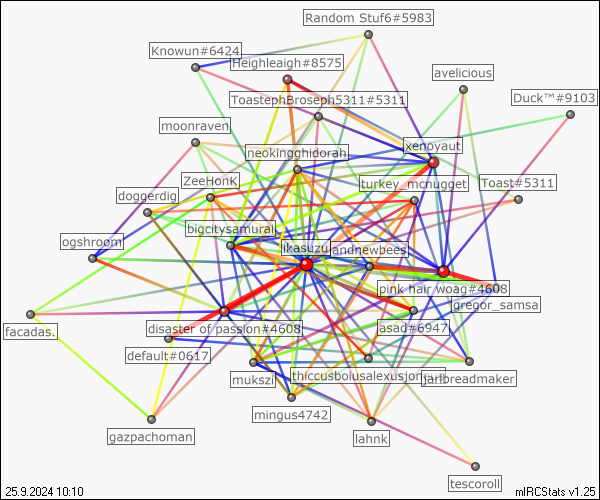 Random Stuf6#5983
Knowun#6424
Heighleaigh#8575
avelicious
ToastephBroseph5311#5311
Duck™#9103
moonraven
xenoyaut
neokingghidorah
ZeeHonK
turkey_mcnugget
Toast#5311
doggerdig
bigcitysamurai
ogshroom
ikasuzu
andnewbees
pink hair woag#4608
gregor_samsa
disaster of passion#4608
asad#6947
facadas.
default#0617
mukszi
jarlbreadmaker
mingus4742
gazpachoman
lahnk
tescoroll
25.9.2024 10:10
mIRCStats v1.25